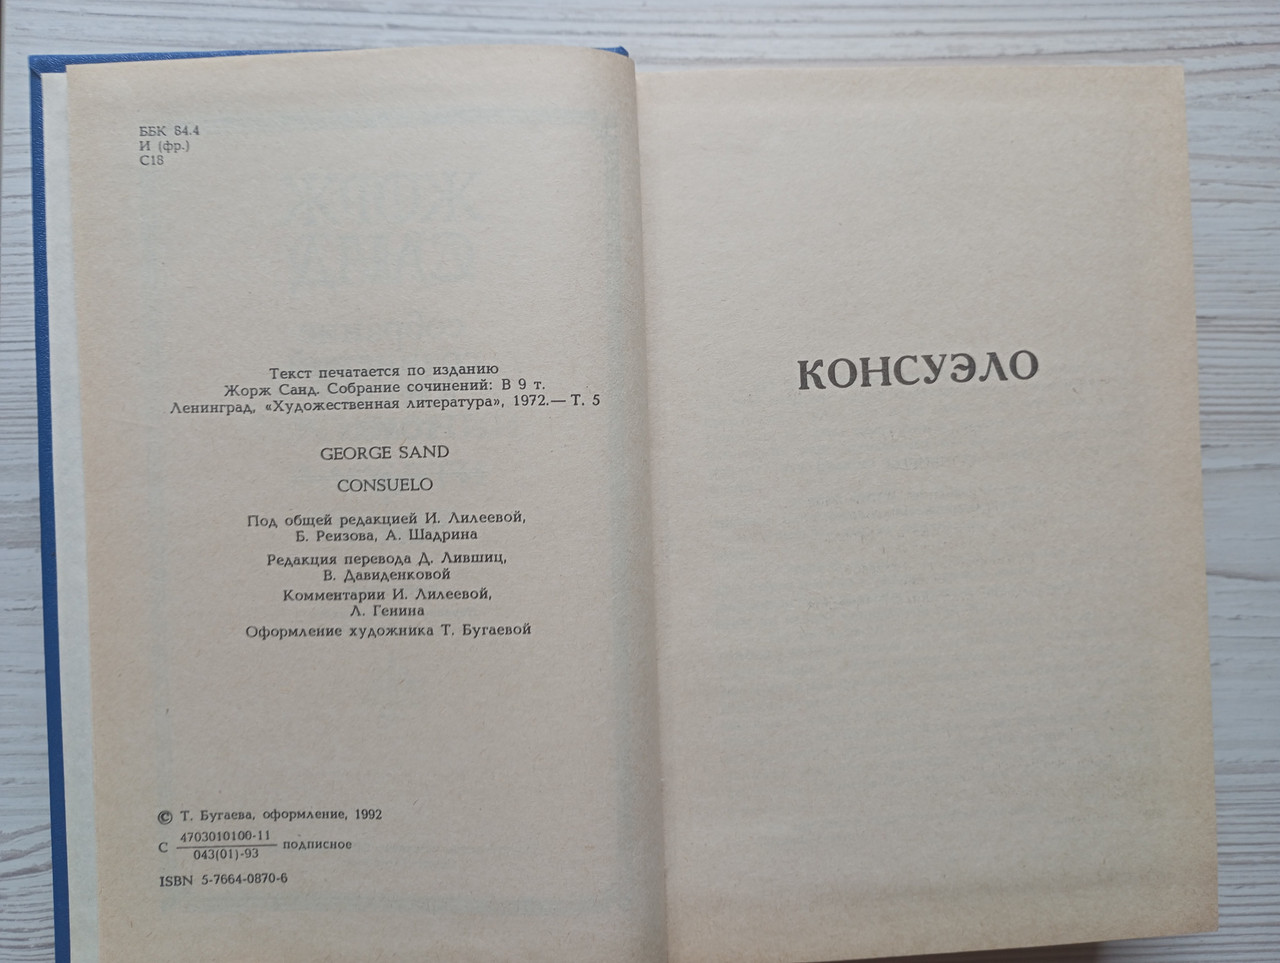 ББК 84.4
И (фр.)
С18
Текст печатается по изданию
Жорж Санд. Собрание сочинений: В 9 т.
Ленинград, «Художественная литература», 1972.— Т. 5
GEORGE SAND
CONSUELO
Под общей редакцией И. Лилеевой,
Б. Реизова, А. Шадрина
Редакция перевода Д. Лившиц,
В. Давиденковой
Комментарии И. Лилеевой,
Л. Генина
Оформление художника Т. Бугаевой
© Т. Бугаева, оформление, 1992
С 4703010100-11 подписное
043(01)-93
ISBN 5-7664-0870-6
КОНСУЭЛО